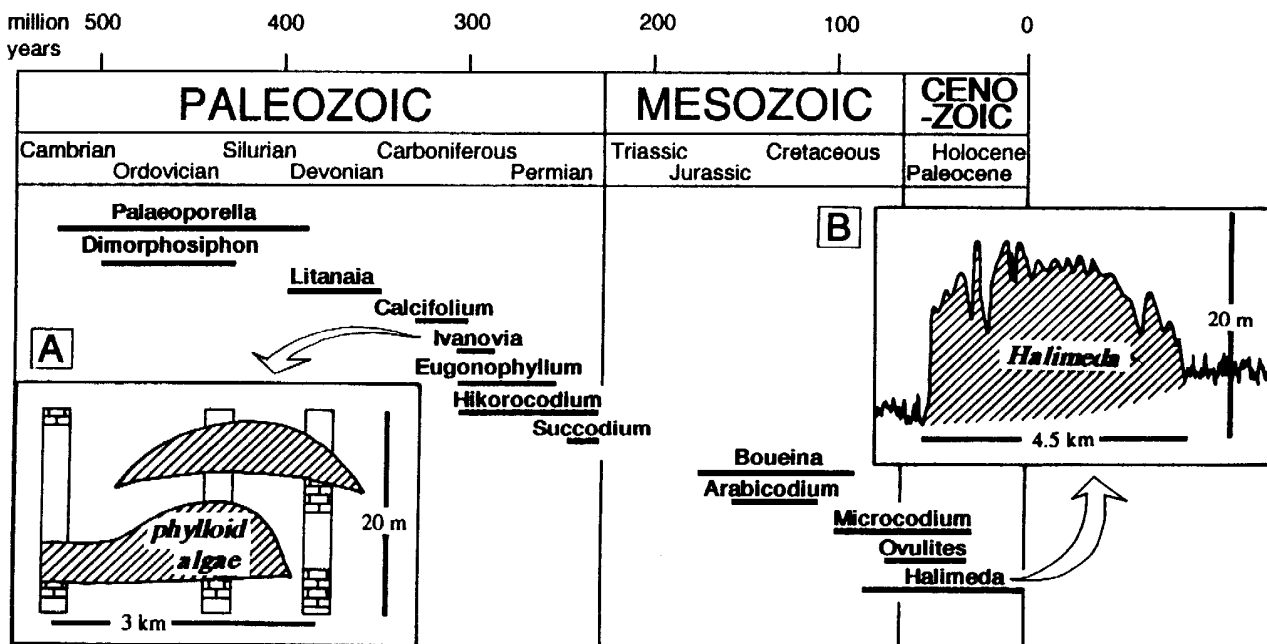 million 500 400 300 200 100 0
years
PALEOZOIC MESOZOIC CENO
-ZOIC
Cambrian Silurian Carboniferous Triassic Cretaceous Holocene
Ordovician Devonian Permian Jurassic Paleocene
Palaeoporella
Dimorphosiphon
Litanaia
Calcifolium
Ivanovia
Eugonophyllum
Hikorocodium
Succodium
A
phylloid
algae
20 m
3 km
B
Halimeda
20 m
4.5 km
Boueina
Arabicodium
Microcodium
Ovulites
Halimeda